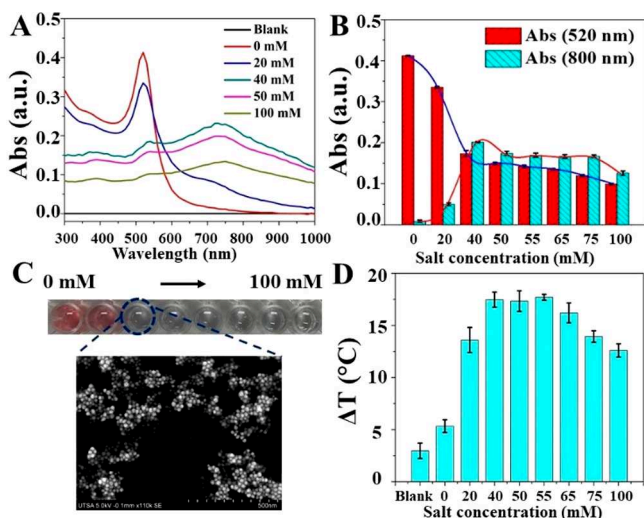 A
Abs (a.u.)
0.5
0.4
0.3
0.2
0.1
0.0
Blank
0 mM
20 mM
40 mM
50 mM
100 mM
300 400 500 600 700 800 900 1000
Wavelength (nm)
B
Abs (a.u.)
0.5
0.4
0.3
0.2
0.1
0.0
Abs (520 nm)
Abs (800 nm)
0 20 40 50 55 65 75 100
Salt concentration (mM)
C
0 mM 100 mM
UTSA 5.0kV -0.1mm x110k SE 500nm
D
ΔT (°C)
20
15
10
5
0
Blank 0 20 40 50 55 65 75 100
Salt concentration (mM)